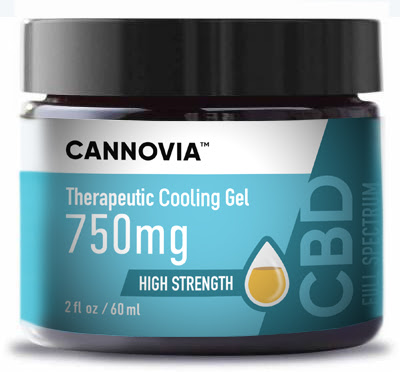 CANNOVIA™
Therapeutic Cooling Gel
750mg
HIGH STRENGTH
2 fl oz / 60 ml
CBD
FULL SPECTRUM